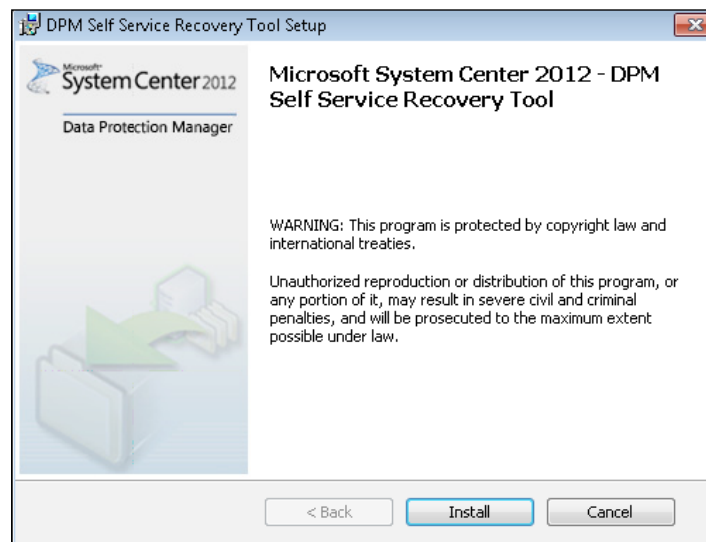 DPM Self Service Recovery Tool Setup
Microsoft®
System Center 2012
Data Protection Manager
Microsoft System Center 2012 - DPM
Self Service Recovery Tool
WARNING: This program is protected by copyright law and
international treaties.
Unauthorized reproduction or distribution of this program, or
any portion of it, may result in severe civil and criminal
penalties, and will be prosecuted to the maximum extent
possible under law.
< Back
Install
Cancel